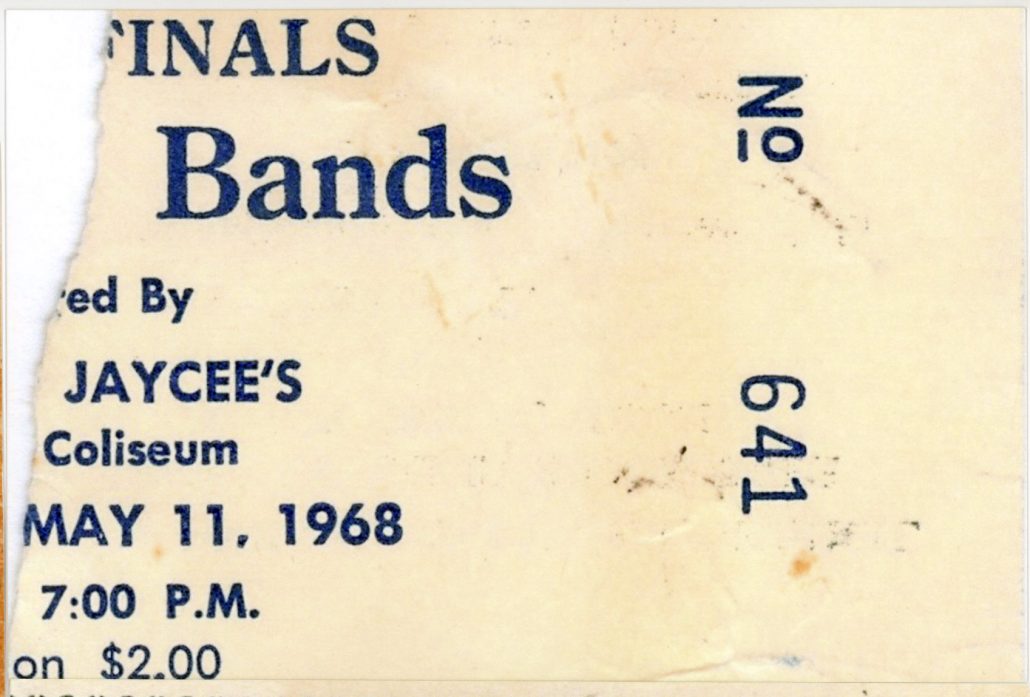 FINALS
Bands
red By
JAYCEE'S
Coliseum
MAY 11, 1968
7:00 P.M.
on $2.00
No
641